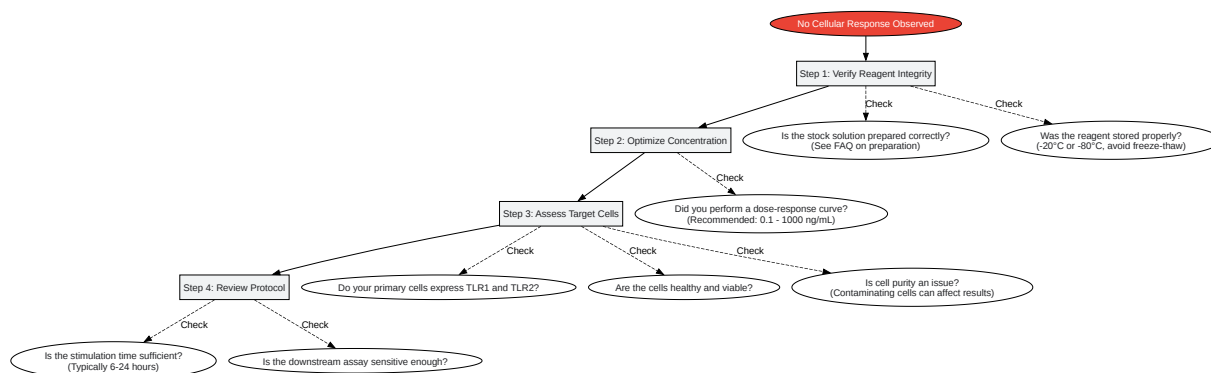 No Cellular Response Observed
Step 1: Verify Reagent Integrity
Check
Check
Step 2: Optimize Concentration
Is the stock solution prepared correctly?
(See FAQ on preparation)
Was the reagent stored properly?
(-20°C or -80°C, avoid freeze-thaw)
Check
Step 3: Assess Target Cells
Did you perform a dose-response curve?
(Recommended: 0.1 - 1000 ng/mL)
Check
Check
Check
Step 4: Review Protocol
Do your primary cells express TLR1 and TLR2?
Are the cells healthy and viable?
Is cell purity an issue?
(Contaminating cells can affect results)
Check
Check
Is the stimulation time sufficient?
(Typically 6-24 hours)
Is the downstream assay sensitive enough?